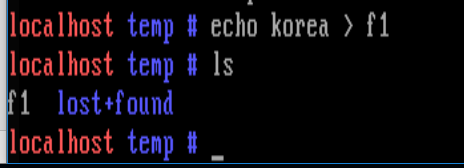 localhost temp # echo korea > f1
localhost temp # ls
f1 lost+found
localhost temp # _